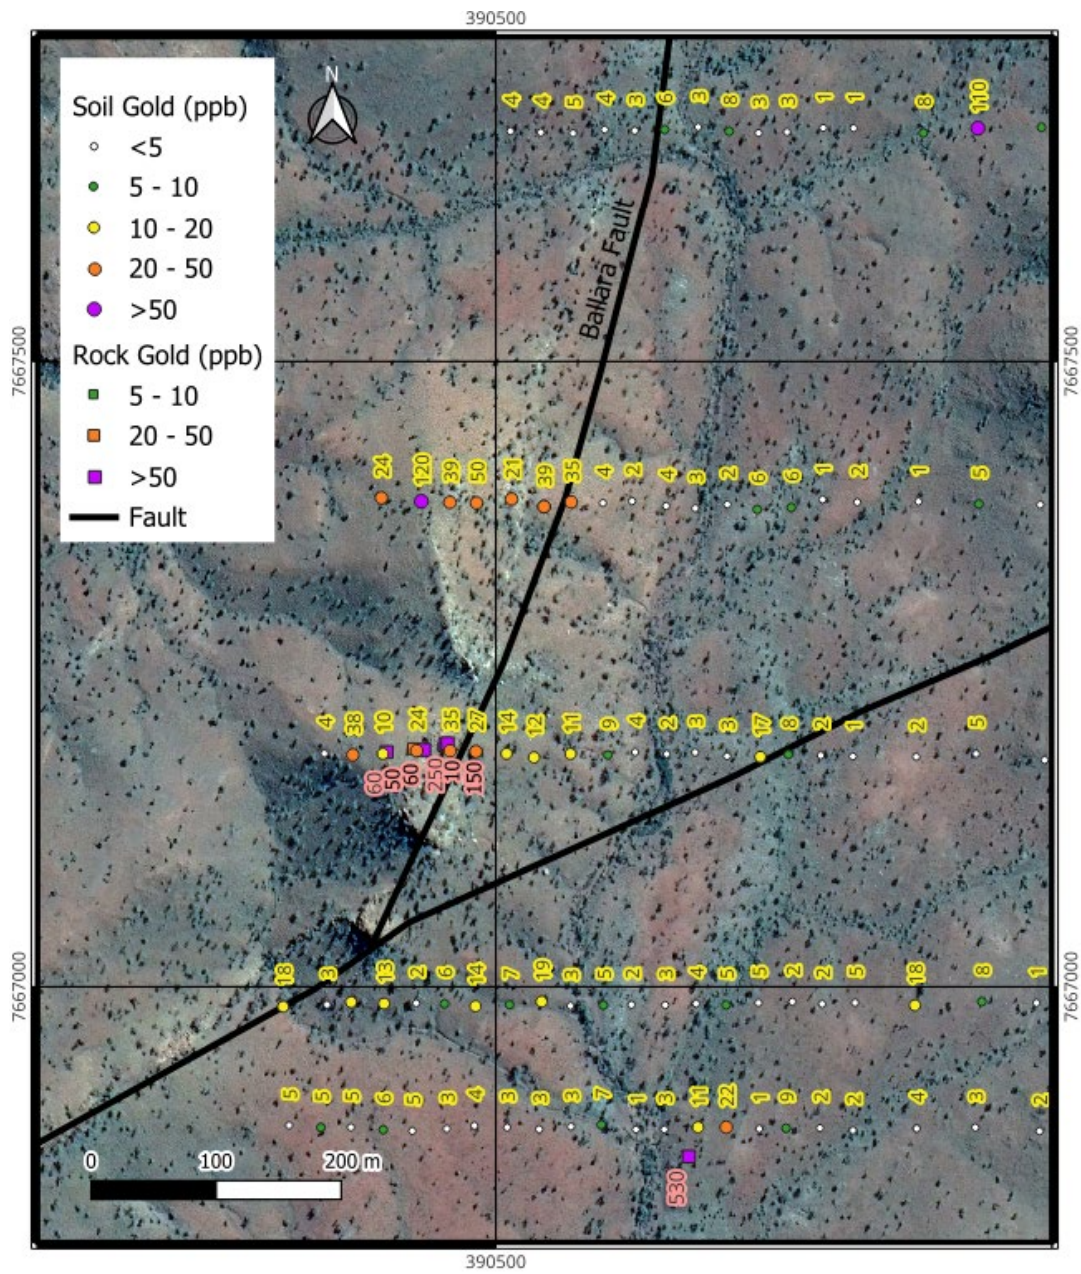 390500
N
Soil Gold (ppb)
<5
5 - 10
10 - 20
20 - 50
>50
Rock Gold (ppb)
5 - 10
20 - 50
>50
Fault
4 4 5 4 3 6 3 8 3 3 1 1 8 110
Ballara Fault
7667500 7667500
24 120 39 50 21 39 35 4 2 4 3 2 6 6 1 2 1 5
4 38 10 24 35 27 14 12 11 9 4 2 3 3 17 8 2 1 2 5
60 50 60 250 10 150
7667000 7667000
18 3 13 2 6 14 7 19 3 5 2 3 4 5 5 2 2 5 18 8 1
5 5 5 6 5 3 4 3 3 3 7 1 3 11 22 1 9 2 2 4 3 2
530
0 100 200 m
390500